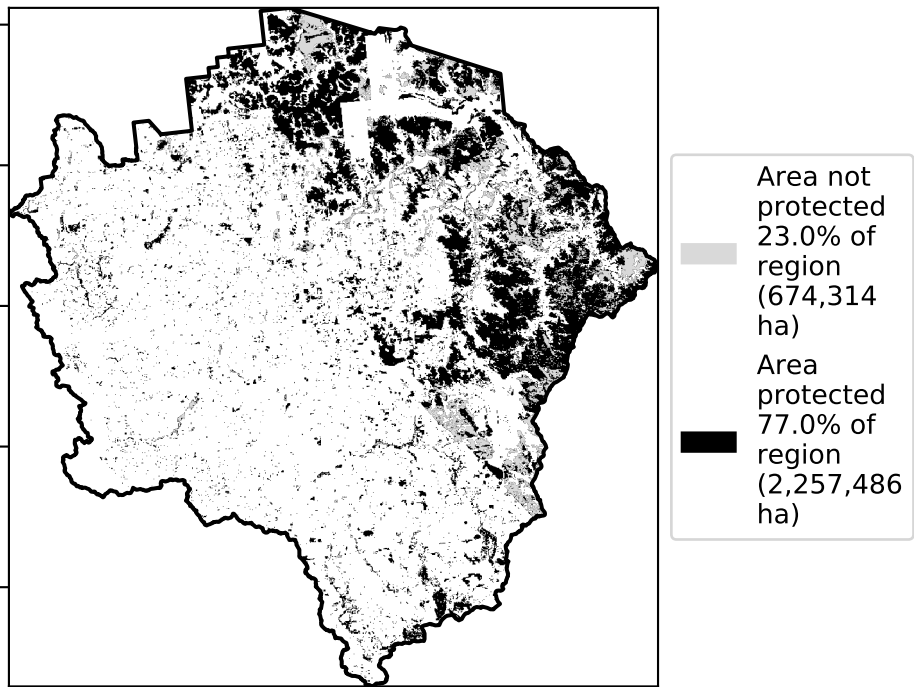 Area not
protected
23.0% of
region
(674,314
ha)
Area
protected
77.0% of
region
(2,257,486
ha)